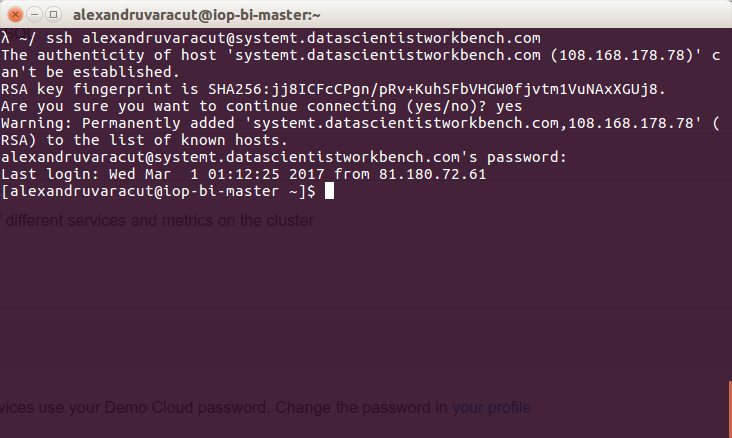 alexandruvaracut@iop-bi-master:~
λ ~/ ssh alexandruvaracut@systemt.datascientistworkbench.com
The authenticity of host 'systemt.datascientistworkbench.com (108.168.178.78)' c
an't be established.
RSA key fingerprint is SHA256:jj8ICFcCPgn/pRv+KuhSFbVHGW0fjvtm1VuNAxXGUj8.
Are you sure you want to continue connecting (yes/no)? yes
Warning: Permanently added 'systemt.datascientistworkbench.com,108.168.178.78' (
RSA) to the list of known hosts.
alexandruvaracut@systemt.datascientistworkbench.com's password:
Last login: Wed Mar  1 01:12:25 2017 from 81.180.72.61
[alexandruvaracut@iop-bi-master ~]$
different services and metrics on the cluster
vices use your Demo Cloud password. Change the password in your profile